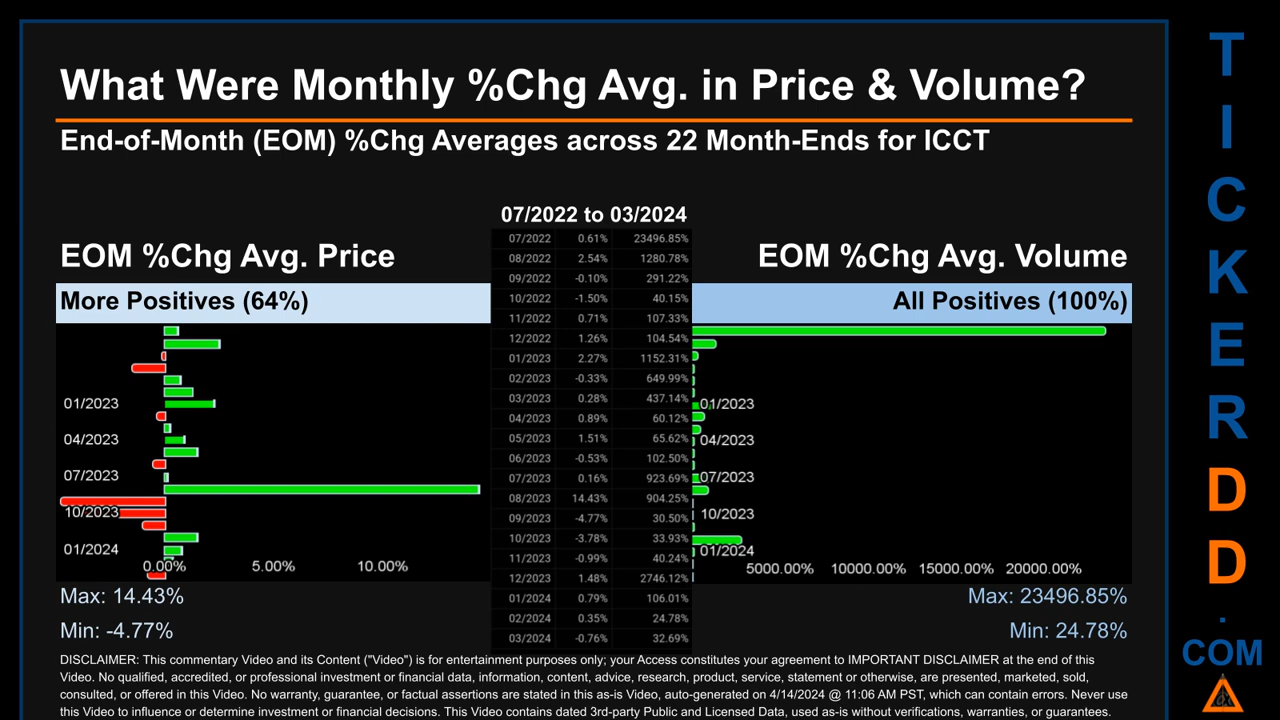 What Were Monthly %Chg Avg. in Price & Volume?
End-of-Month (EOM) %Chg Averages across 22 Month-Ends for ICCT
07/2022 to 03/2024
EOM %Chg Avg. Price
More Positives (64%)
01/2023
04/2023
07/2023
10/2023
01/2024
0.00% 5.00% 10.00%
Max: 14.43%
Min: -4.77%
07/2022 0.61% 23496.85%
08/2022 2.54% 1280.78%
09/2022 -0.10% 291.22%
10/2022 -1.50% 40.15%
11/2022 0.71% 107.33%
12/2022 1.26% 104.54%
01/2023 2.27% 1152.31%
02/2023 -0.33% 649.99%
03/2023 0.28% 437.14%
04/2023 0.89% 60.12%
05/2023 1.51% 65.62%
06/2023 -0.53% 102.50%
07/2023 0.16% 923.69%
08/2023 14.43% 904.25%
09/2023 -4.77% 30.50%
10/2023 -3.78% 33.93%
11/2023 -0.99% 40.24%
12/2023 1.48% 2746.12%
01/2024 0.79% 106.01%
02/2024 0.35% 24.78%
03/2024 -0.76% 32.69%
EOM %Chg Avg. Volume
All Positives (100%)
01/2023
04/2023
07/2023
10/2023
01/2024
5000.00% 10000.00% 15000.00% 20000.00%
Max: 23496.85%
Min: 24.78%
DISCLAIMER: This commentary Video and its Content ("Video") is for entertainment purposes only; your Access constitutes your agreement to IMPORTANT DISCLAIMER at the end of this
Video. No qualified, accredited, or professional investment or financial data, information, content, advice, research, product, service, statement or otherwise, are presented, marketed, sold,
consulted, or offered in this Video. No warranty, guarantee, or factual assertions are stated in this as-is Video, auto-generated on 4/14/2024 @ 11:06 AM PST, which can contain errors. Never use
this Video to influence or determine investment or financial decisions. This Video contains dated 3rd-party Public and Licensed Data, used as-is without verifications, warranties, or guarantees.
T
I
C
K
E
R
D
D
.
COM